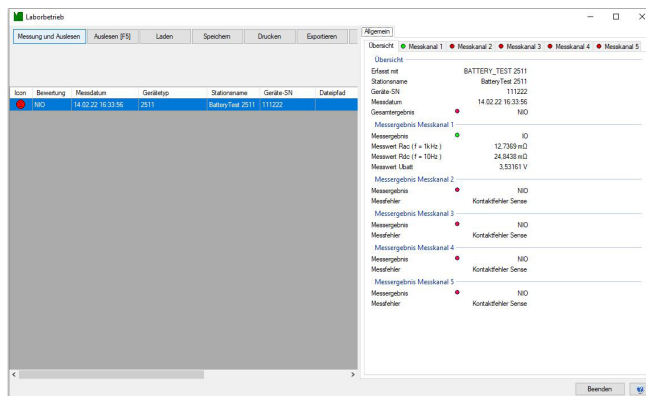 Laborbetrieb
Messung und Auslesen Auslesen [F5] Laden Speichern Drucken Exportieren
Icon Bewertung Messdatum Gerätetyp Stationsname Geräte-SN Dateipfad
NIO 14.02.22 16:33:56 2511 BatteryTest 2511 111222
Allgemein
Übersicht Messkanal 1 Messkanal 2 Messkanal 3 Messkanal 4 Messkanal 5
Übersicht
Erfasst mit BATTERY_TEST 2511
Stationsname BatteryTest 2511
Geräte-SN 111222
Messdatum 14.02.22 16:33:56
Gesamtergebnis NIO
Messergebnis Messkanal 1
Messergebnis IO
Messwert Rac ( f = 1kHz ) 12,7369 mΩ
Messwert Rdc ( f = 10Hz ) 24,8438 mΩ
Messwert Ubatt 3,53161 V
Messergebnis Messkanal 2
Messergebnis NIO
Messfehler Kontaktfehler Sense
Messergebnis Messkanal 3
Messergebnis NIO
Messfehler Kontaktfehler Sense
Messergebnis Messkanal 4
Messergebnis NIO
Messfehler Kontaktfehler Sense
Messergebnis Messkanal 5
Messergebnis NIO
Messfehler Kontaktfehler Sense
Beenden